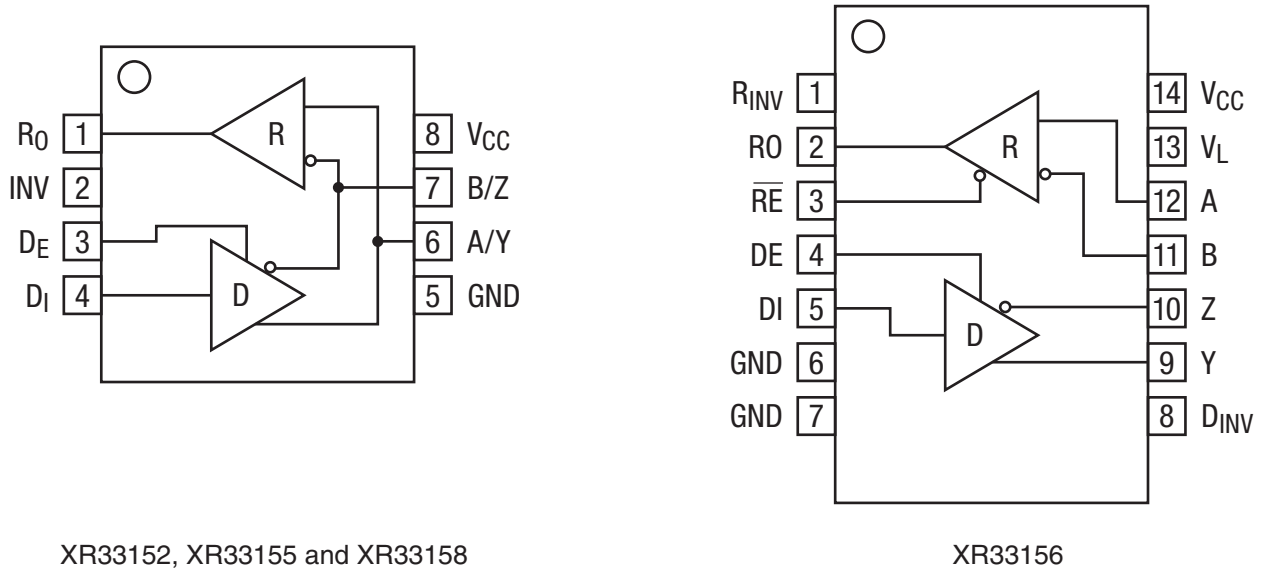 R
RO 1
INV 2
DE 3
DI 4
D
8 VCC
7 B/Z
6 A/Y
5 GND
XR33152, XR33155 and XR33158
R
RINV 1
RO 2
RE 3
DE 4
DI 5
GND 6
GND 7
D
14 VCC
13 VL
12 A
11 B
10 Z
9 Y
8 DINV
XR33156